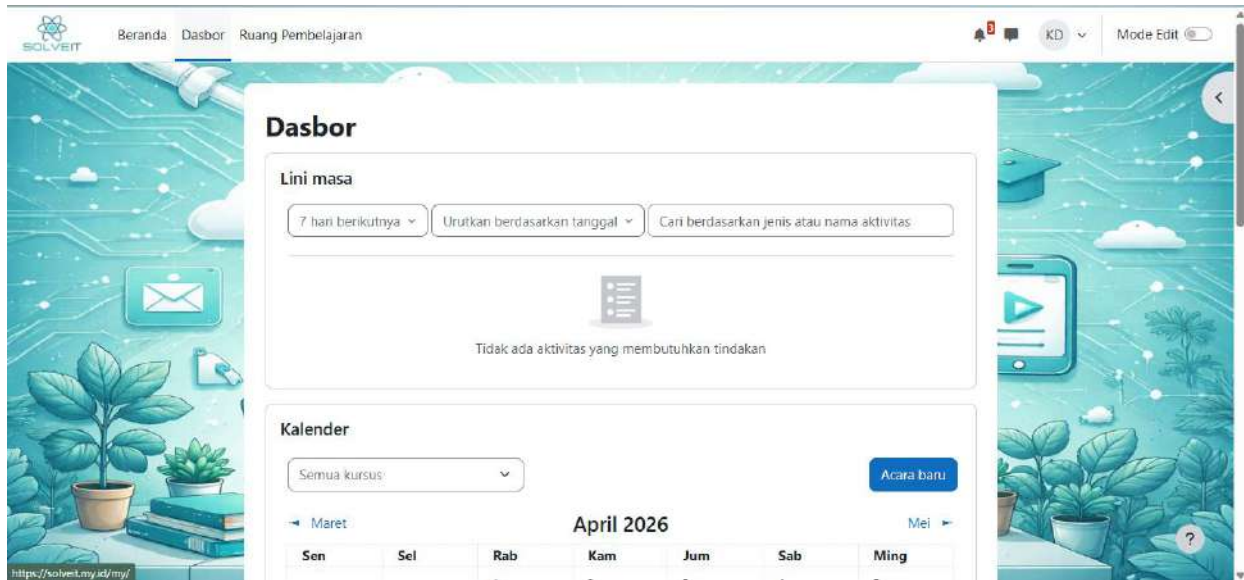 SOLVEIT
Beranda Dasbor Ruang Pembelajaran
3 KD Mode Edit
Dasbor
Lini masa
7 hari berikutnya Urutkan berdasarkan tanggal Cari berdasarkan jenis atau nama aktivitas
Tidak ada aktivitas yang membutuhkan tindakan
Kalender
Semua kursus
Acara baru
Maret April 2026 Mei
Sen Sel Rab Kam Jum Sab Ming
?
https://solveit.my.id/my/